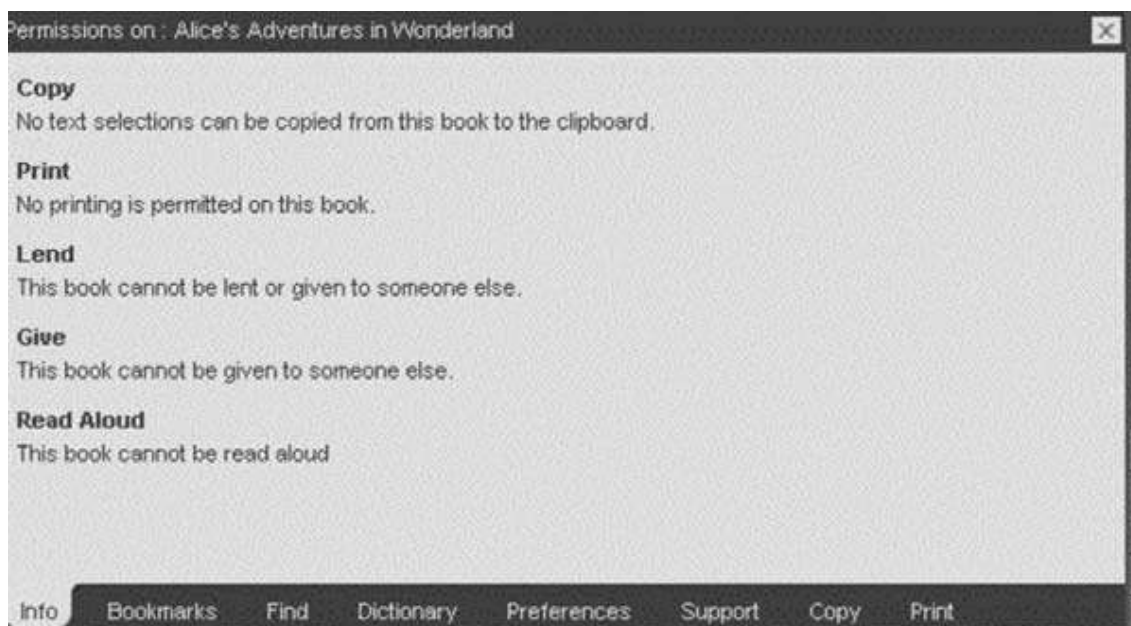 Permissions on : Alice's Adventures in Wonderland
Copy
No text selections can be copied from this book to the clipboard.
Print
No printing is permitted on this book.
Lend
This book cannot be lent or given to someone else.
Give
This book cannot be given to someone else.
Read Aloud
This book cannot be read aloud
Info Bookmarks Find Dictionary Preferences Support Copy Print